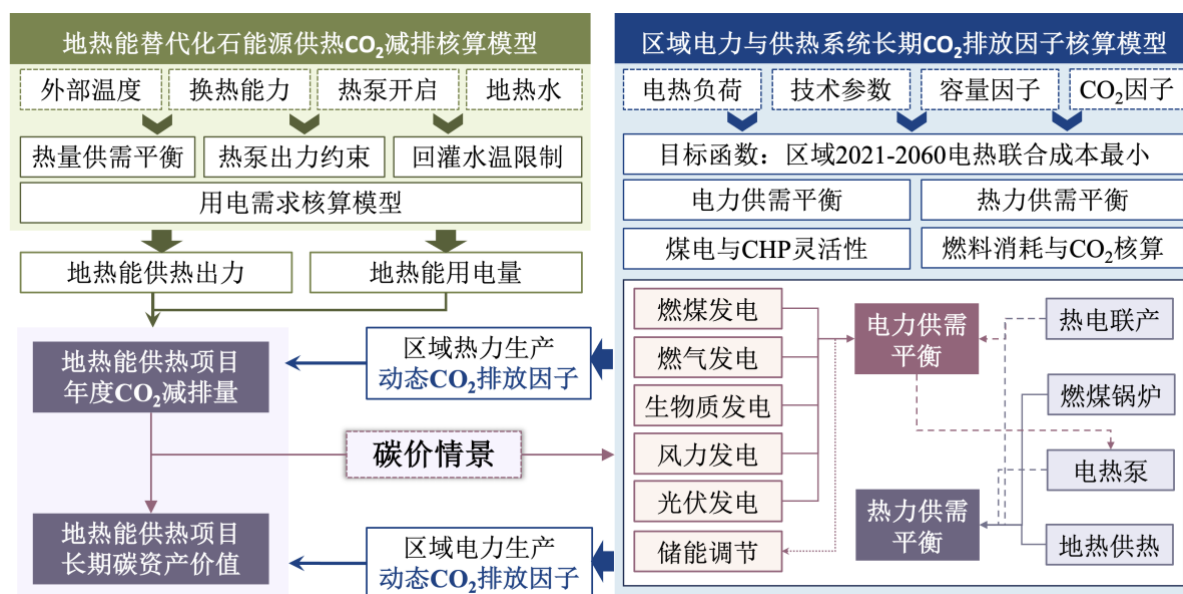 地热能替代化石能源供热CO₂减排核算模型
外部温度
换热能力
热泵开启
地热水
热量供需平衡
热泵出力约束
回灌水温限制
用电需求核算模型
地热能供热出力
地热能用电量
地热能供热项目
年度CO₂减排量
地热能供热项目
长期碳资产价值
区域热力生产
动态CO₂排放因子
碳价情景
区域电力生产
动态CO₂排放因子
区域电力与供热系统长期CO₂排放因子核算模型
电热负荷
技术参数
容量因子
CO₂因子
目标函数：区域2021-2060电热联合成本最小
电力供需平衡
热力供需平衡
煤电与CHP灵活性
燃料消耗与CO₂核算
燃煤发电
燃气发电
生物质发电
风力发电
光伏发电
储能调节
电力供需
平衡
热力供需
平衡
热电联产
燃煤锅炉
电热泵
地热供热